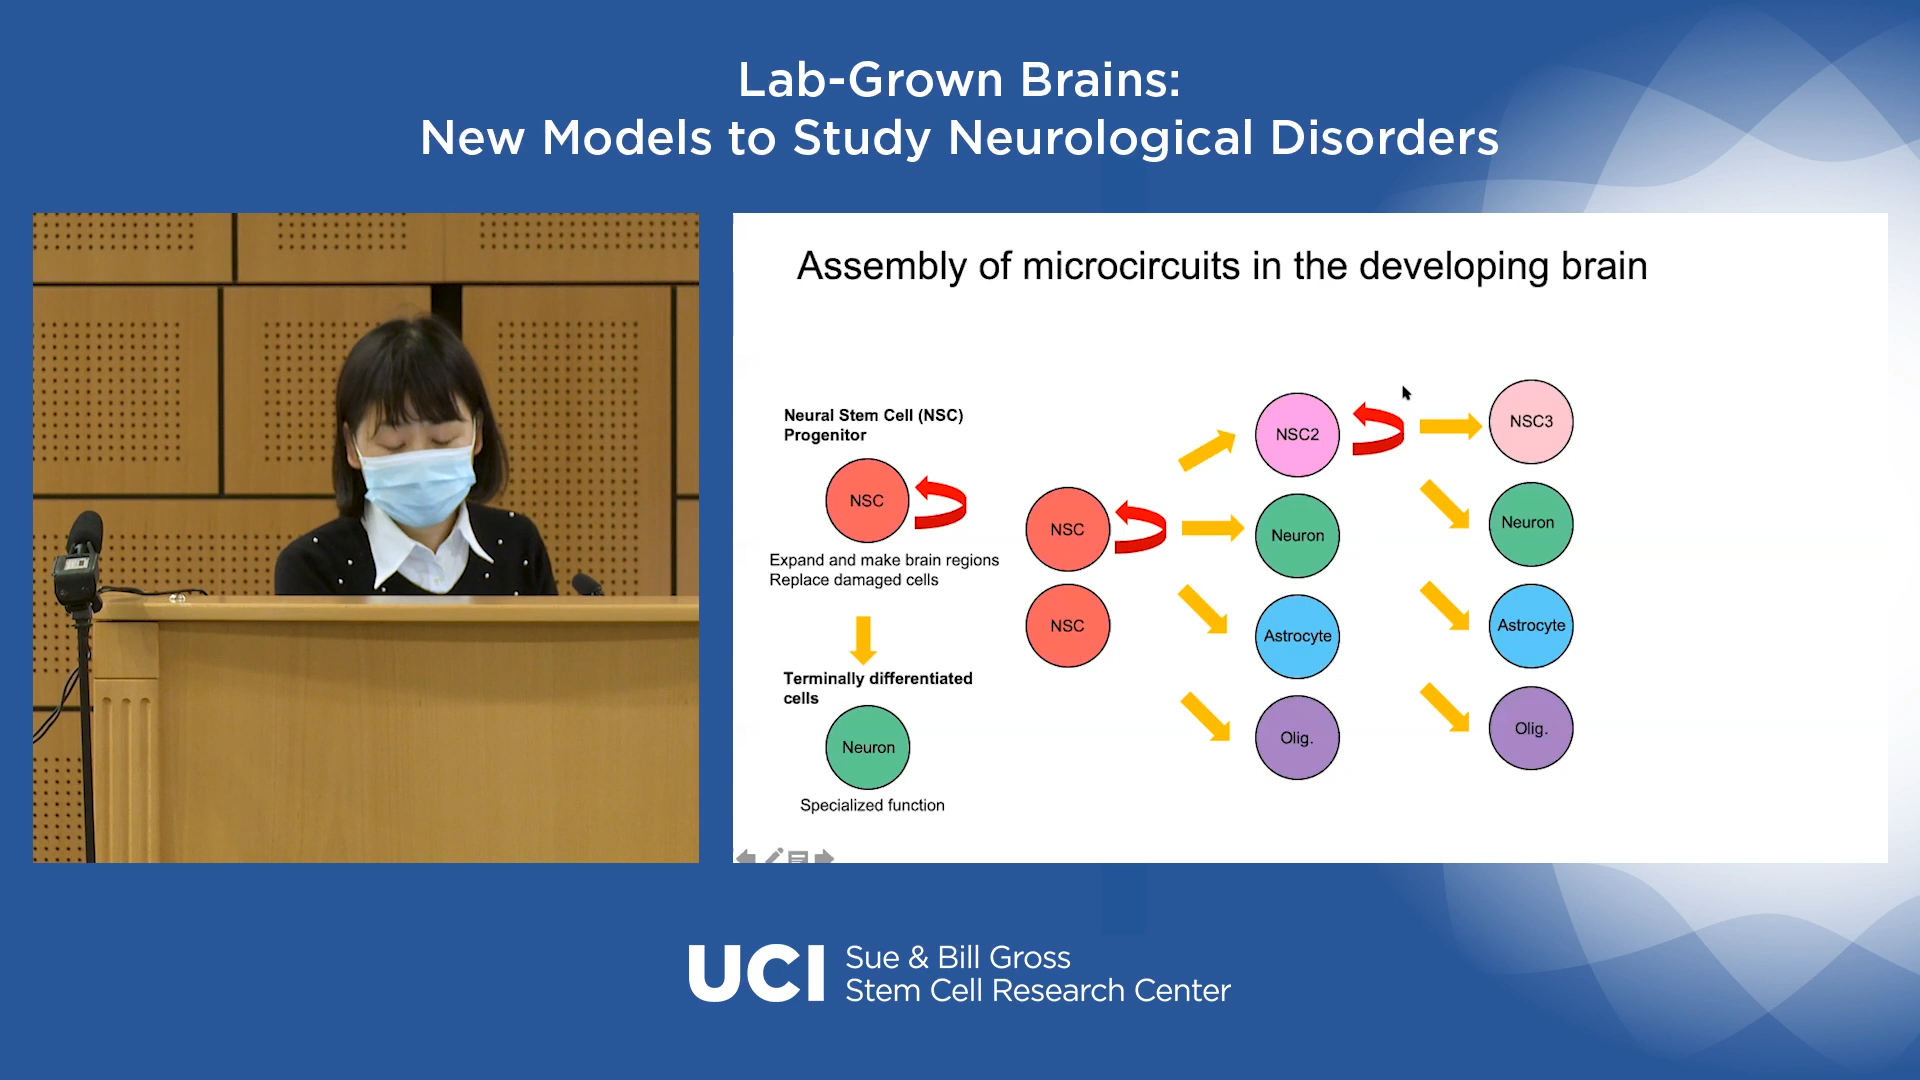 Lab-Grown Brains:
New Models to Study Neurological Disorders
Assembly of microcircuits in the developing brain
Neural Stem Cell (NSC)
Progenitor
NSC
Expand and make brain regions
Replace damaged cells
Terminally differentiated
cells
Neuron
Specialized function
NSC
NSC
NSC2
Neuron
Astrocyte
Olig.
NSC3
Neuron
Astrocyte
Olig.
UCI
Sue & Bill Gross
Stem Cell Research Center